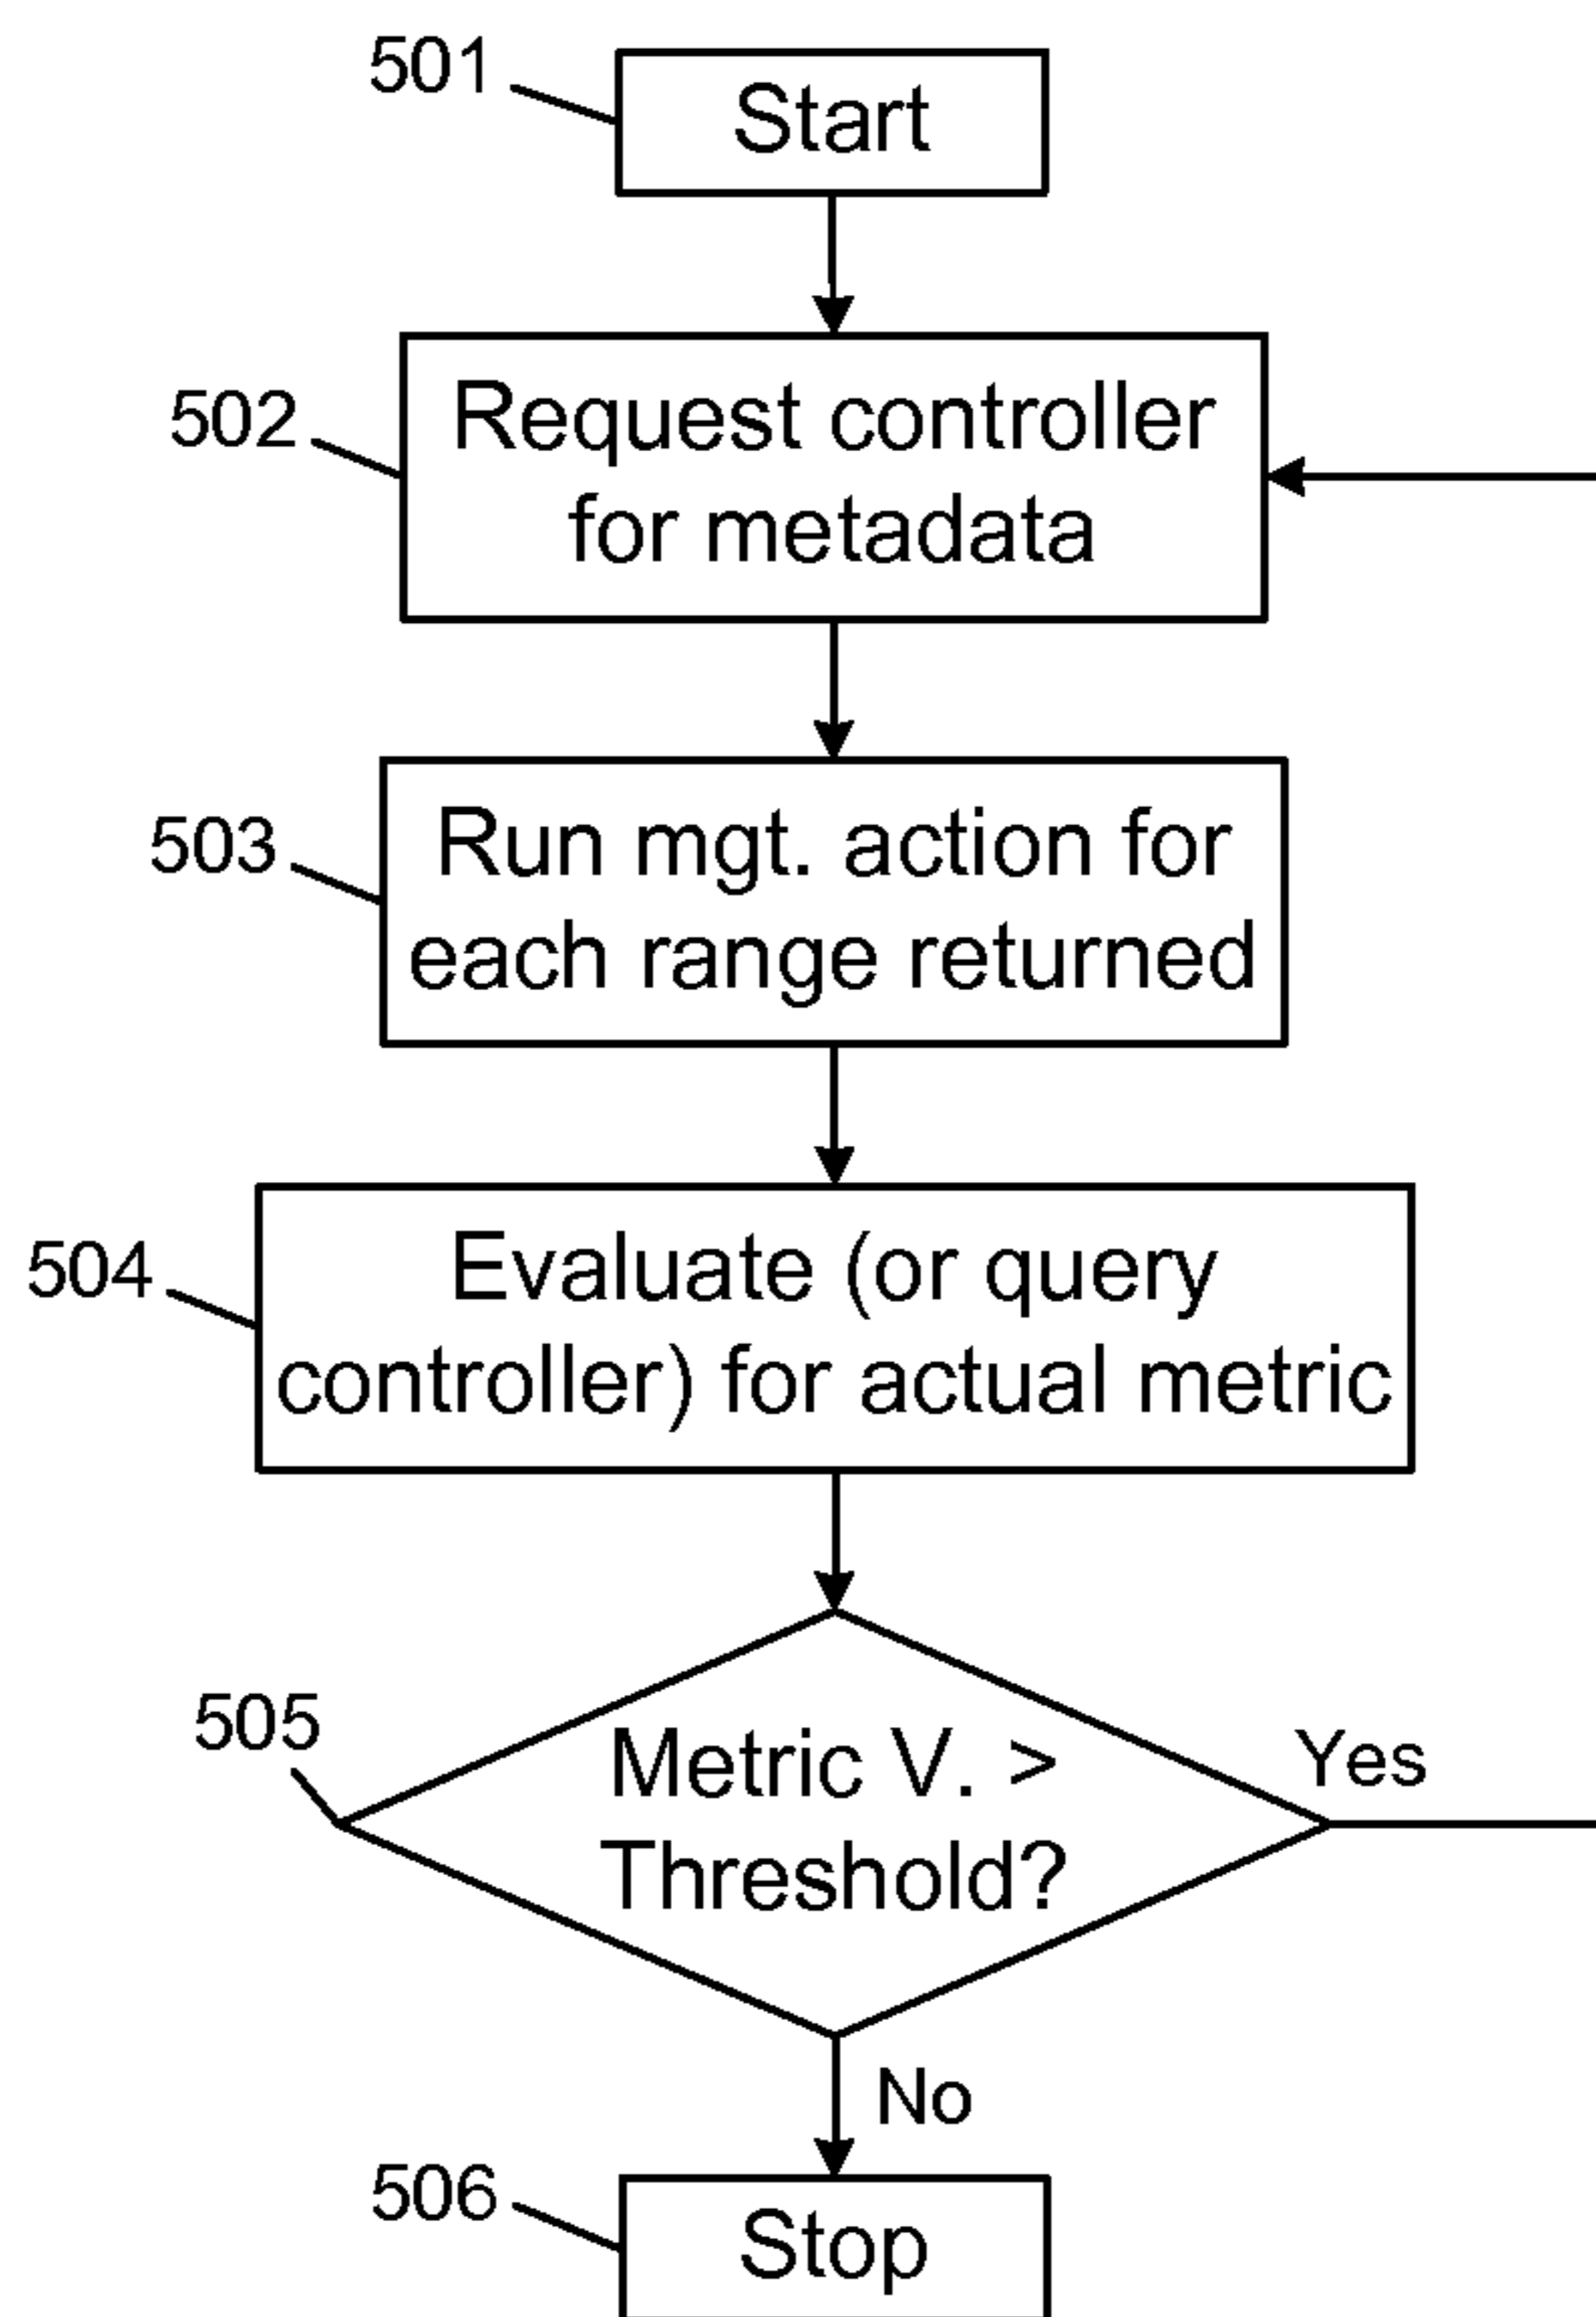 501
Start
502
Request controller
for metadata
503
Run mgt. action for
each range returned
504
Evaluate (or query
controller) for actual metric
505
Metric V. >
Threshold?
Yes
No
506
Stop